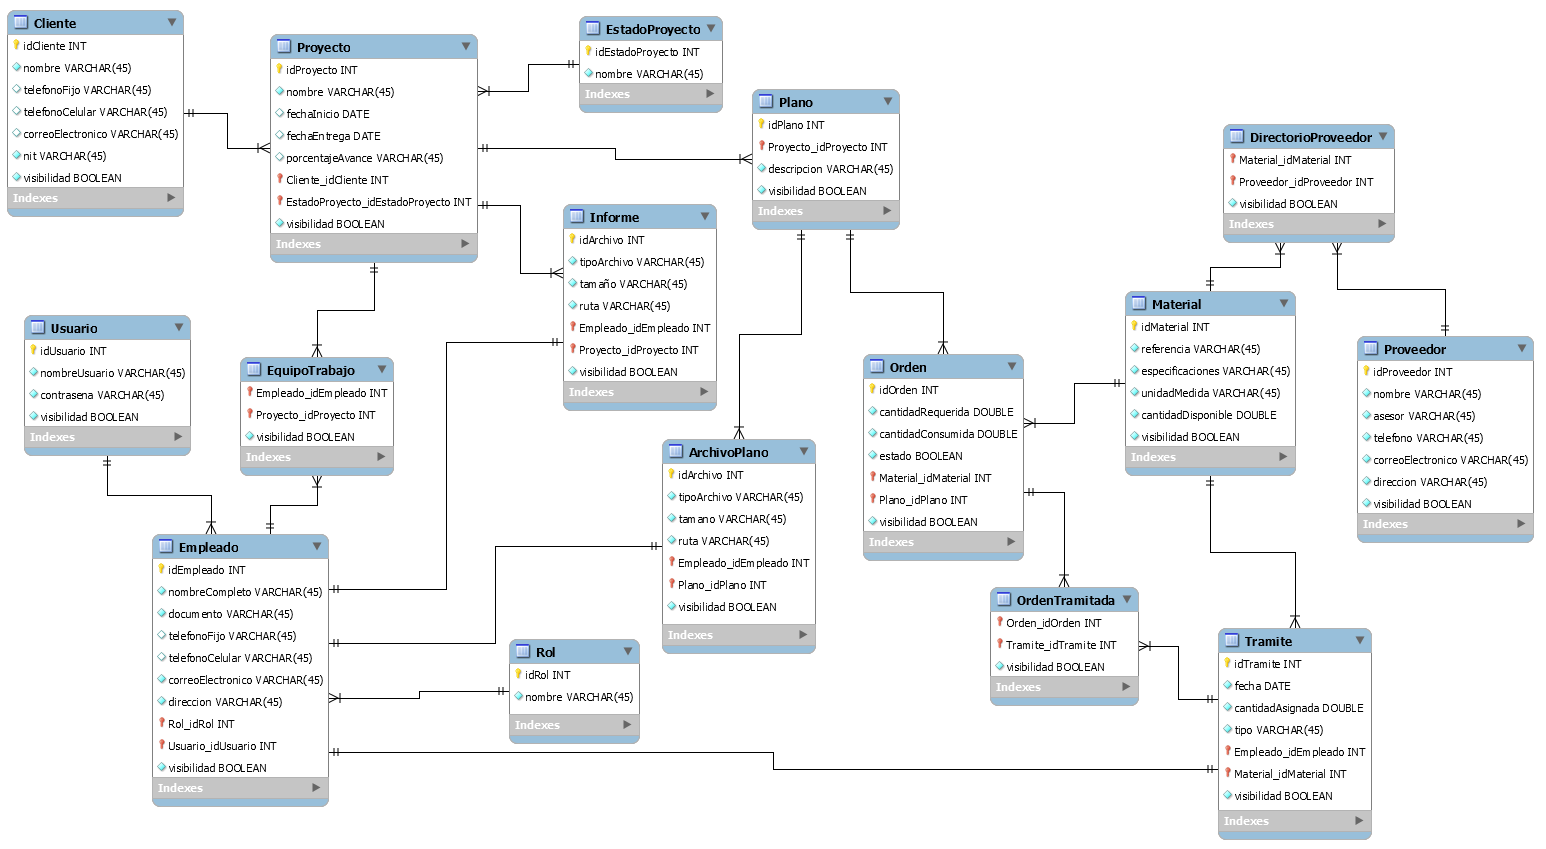 Cliente
idCliente INT
nombre VARCHAR(45)
telefonoFijo VARCHAR(45)
telefonoCelular VARCHAR(45)
correoElectronico VARCHAR(45)
nit VARCHAR(45)
visibilidad BOOLEAN
Indexes
Proyecto
idProyecto INT
nombre VARCHAR(45)
fechaInicio DATE
fechaEntrega DATE
porcentajeAvance VARCHAR(45)
Cliente_idCliente INT
EstadoProyecto_idEstadoProyecto INT
visibilidad BOOLEAN
Indexes
EstadoProyecto
idEstadoProyecto INT
nombre VARCHAR(45)
Indexes
Plano
idPlano INT
Proyecto_idProyecto INT
descripcion VARCHAR(45)
visibilidad BOOLEAN
Indexes
DirectorioProveedor
Material_idMaterial INT
Proveedor_idProveedor INT
visibilidad BOOLEAN
Indexes
Informe
idArchivo INT
tipoArchivo VARCHAR(45)
tamaño VARCHAR(45)
ruta VARCHAR(45)
Empleado_idEmpleado INT
Proyecto_idProyecto INT
visibilidad BOOLEAN
Indexes
Usuario
idUsuario INT
nombreUsuario VARCHAR(45)
contrasena VARCHAR(45)
visibilidad BOOLEAN
Indexes
EquipoTrabajo
Empleado_idEmpleado INT
Proyecto_idProyecto INT
visibilidad BOOLEAN
Indexes
Orden
idOrden INT
cantidadRequerida DOUBLE
cantidadConsumida DOUBLE
estado BOOLEAN
Material_idMaterial INT
Plano_idPlano INT
visibilidad BOOLEAN
Indexes
Material
idMaterial INT
referencia VARCHAR(45)
especificaciones VARCHAR(45)
unidadMedida VARCHAR(45)
cantidadDisponible DOUBLE
visibilidad BOOLEAN
Indexes
Proveedor
idProveedor INT
nombre VARCHAR(45)
asesor VARCHAR(45)
telefono VARCHAR(45)
correoElectronico VARCHAR(45)
direccion VARCHAR(45)
visibilidad BOOLEAN
Indexes
ArchivoPlano
idArchivo INT
tipoArchivo VARCHAR(45)
tamano VARCHAR(45)
ruta VARCHAR(45)
Empleado_idEmpleado INT
Plano_idPlano INT
visibilidad BOOLEAN
Indexes
Empleado
idEmpleado INT
nombreCompleto VARCHAR(45)
documento VARCHAR(45)
telefonoFijo VARCHAR(45)
telefonoCelular VARCHAR(45)
correoElectronico VARCHAR(45)
direccion VARCHAR(45)
Rol_idRol INT
Usuario_idUsuario INT
visibilidad BOOLEAN
Indexes
Rol
idRol INT
nombre VARCHAR(45)
Indexes
OrdenTramitada
Orden_idOrden INT
Tramite_idTramite INT
visibilidad BOOLEAN
Indexes
Tramite
idTramite INT
fecha DATE
cantidadAsignada DOUBLE
tipo VARCHAR(45)
Empleado_idEmpleado INT
Material_idMaterial INT
visibilidad BOOLEAN
Indexes